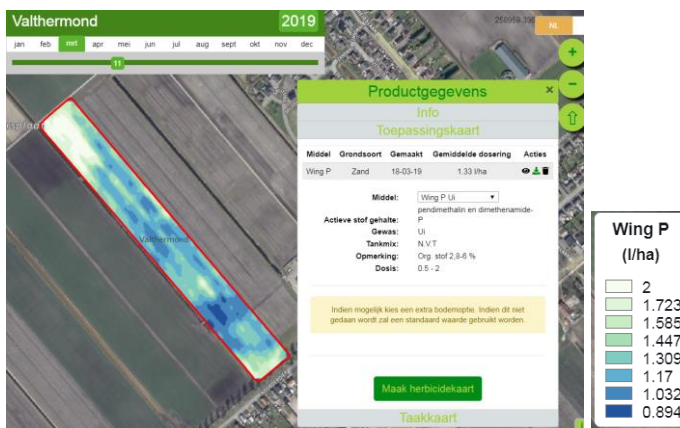 Valthermond 2019
jan feb mrt apr mei jun jul aug sept okt nov dec
11
NL
+
−
Valthermond
Productgegevens ×
Info
Toepassingskaart
Middel Grondsoort Gemaakt Gemiddelde dosering Acties
Wing P Zand 18-03-19 1.33 l/ha
Middel: Wing P Ui
Actieve stof gehalte: pendimethalin en dimethenamide-P
Gewas: Ui
Tankmix: N.V.T
Opmerking: Org. stof 2,8-6 %
Dosis: 0.5 - 2
Indien mogelijk kies een extra bodemoptie. Indien dit niet
gedaan wordt zal een standaard waarde gebruikt worden.
Maak herbicidekaart
Taakkaart
Wing P
(l/ha)
2
1.723
1.585
1.447
1.309
1.17
1.032
0.894